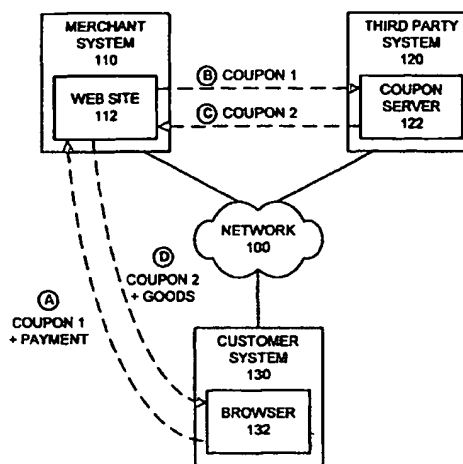 MERCHANT
SYSTEM
110
WEB SITE
112
THIRD PARTY
SYSTEM
120
COUPON
SERVER
122
B COUPON 1
C COUPON 2
NETWORK
100
D
COUPON 2
+ GOODS
A
COUPON 1
+ PAYMENT
CUSTOMER
SYSTEM
130
BROWSER
132